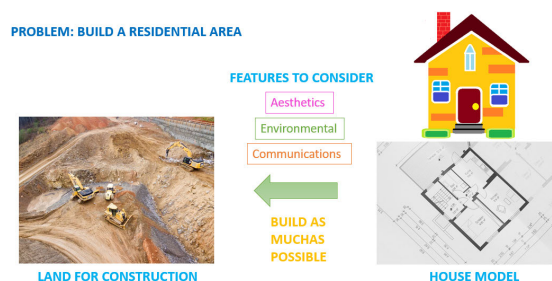 PROBLEM: BUILD A RESIDENTIAL AREA
FEATURES TO CONSIDER
Aesthetics
Environmental
Communications
BUILD AS
MUCHAS
POSSIBLE
LAND FOR CONSTRUCTION
HOUSE MODEL